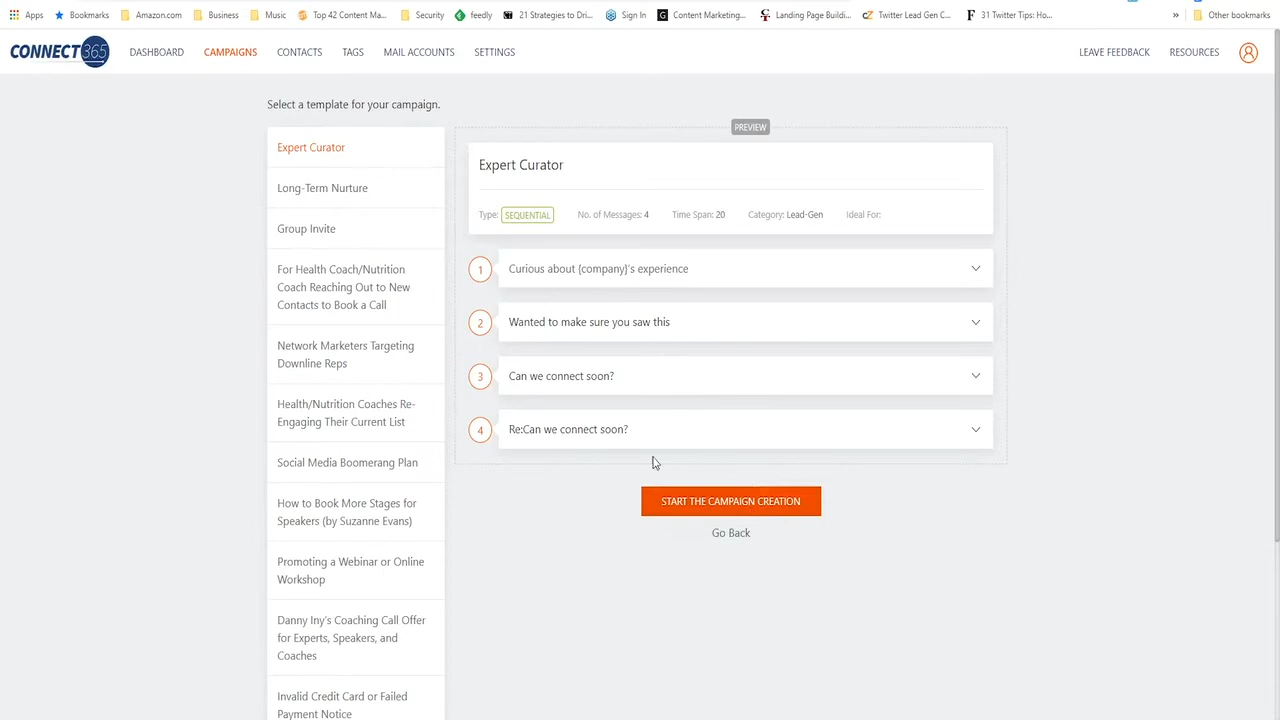 Apps Bookmarks Amazon.com Business Music Top 42 Content Ma... Security feedly 21 Strategies to Dri... Sign In Content Marketing... Landing Page Buildi... Twitter Lead Gen C... 31 Twitter Tips: Ho... » Other bookmarks
CONNECT365 DASHBOARD CAMPAIGNS CONTACTS TAGS MAIL ACCOUNTS SETTINGS LEAVE FEEDBACK RESOURCES
Select a template for your campaign.
Expert Curator
Long-Term Nurture
Group Invite
For Health Coach/Nutrition
Coach Reaching Out to New
Contacts to Book a Call
Network Marketers Targeting
Downline Reps
Health/Nutrition Coaches Re-
Engaging Their Current List
Social Media Boomerang Plan
How to Book More Stages for
Speakers (by Suzanne Evans)
Promoting a Webinar or Online
Workshop
Danny Iny's Coaching Call Offer
for Experts, Speakers, and
Coaches
Invalid Credit Card or Failed
Payment Notice
PREVIEW
Expert Curator
Type: SEQUENTIAL No. of Messages: 4 Time Span: 20 Category: Lead-Gen Ideal For:
1 Curious about {company}'s experience
2 Wanted to make sure you saw this
3 Can we connect soon?
4 Re:Can we connect soon?
START THE CAMPAIGN CREATION
Go Back